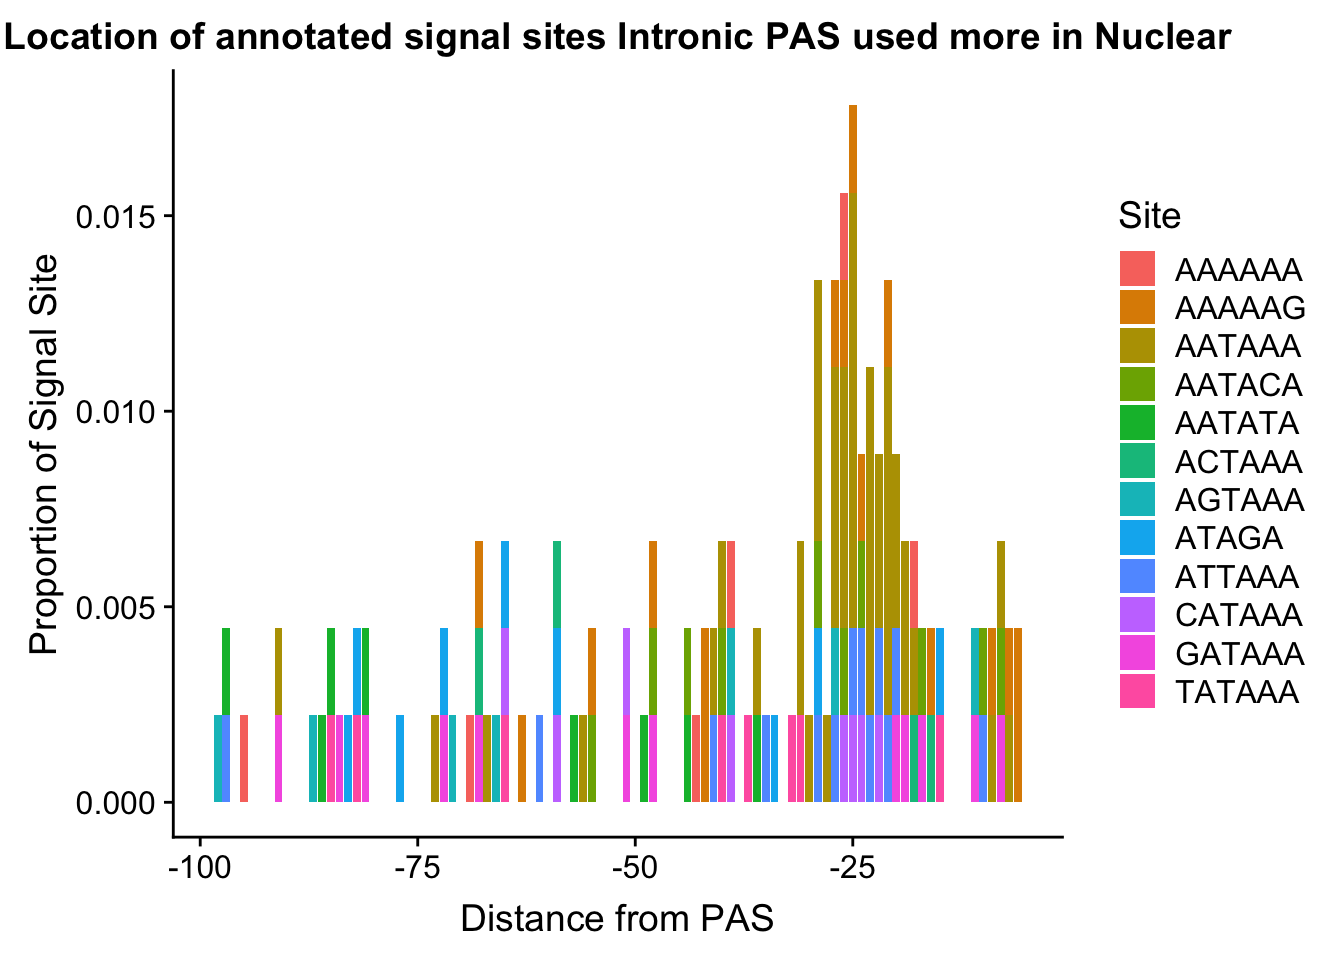 Location of annotated signal sites Intronic PAS used more in Nuclear
Proportion of Signal Site
0.015
0.010
0.005
0.000
-100
-75
-50
-25
Distance from PAS
Site
AAAAAA
AAAAAG
AATAAA
AATACA
AATATA
ACTAAA
AGTAAA
ATAGA
ATTAAA
CATAAA
GATAAA
TATAAA